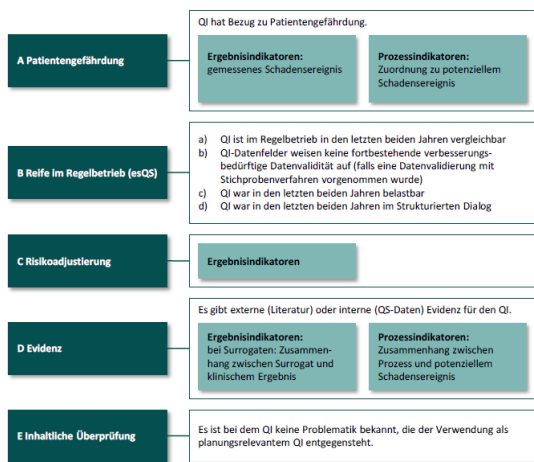 QI hat Bezug zu Patientengefährdung.
A Patientengefährdung
Ergebnisindikatoren:
gemessenes Schadensereignis
Prozessindikatoren:
Zuordnung zu potenziellem
Schadensereignis
B Reife im Regelbetrieb (esQS)
a) QI ist im Regelbetrieb in den letzten beiden Jahren vergleichbar
b) QI-Datenfelder weisen keine fortbestehende verbesserungs-
bedürftige Datenvalidität auf (falls eine Datenvalidierung mit
Stichprobenverfahren vorgenommen wurde)
c) QI war in den letzten beiden Jahren belastbar
d) QI war in den letzten beiden Jahren im Strukturierten Dialog
C Risikoadjustierung
Ergebnisindikatoren
Es gibt externe (Literatur) oder interne (QS-Daten) Evidenz für den QI.
D Evidenz
Ergebnisindikatoren:
bei Surrogaten: Zusammen-
hang zwischen Surrogat und
klinischem Ergebnis
Prozessindikatoren:
Zusammenhang zwischen
Prozess und potenziellem
Schadensereignis
E Inhaltliche Überprüfung
Es ist bei dem QI keine Problematik bekannt, die der Verwendung als
planungsrelevantem QI entgegensteht.